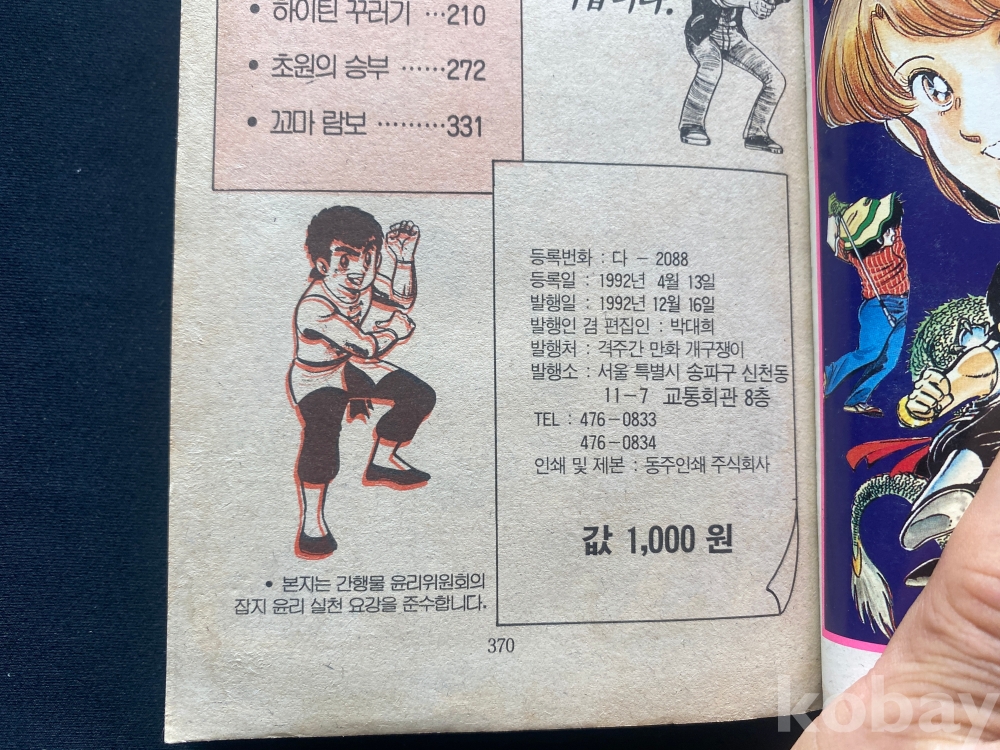 • 하이틴 꾸러기 …210
• 초원의 승부 ……272
• 꼬마 람보 ………331
니다.
등록번화 : 다 - 2088
등록일 : 1992년 4월 13일
발행일 : 1992년 12월 16일
발행인 겸 편집인 : 박대희
발행처 : 격주간 만화 개구쟁이
발행소 : 서울 특별시 송파구 신천동
11-7 교통회관 8층
TEL : 476-0833
476-0834
인쇄 및 제본 : 동주인쇄 주식회사
값 1,000 원
• 본지는 간행물 윤리위원회의
잡지 윤리 실천 요강을 준수합니다.
370
kobay